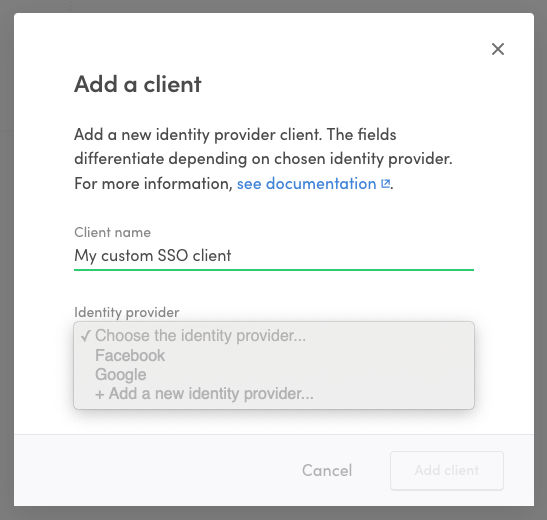 Add a client
Add a new identity provider client. The fields
differentiate depending on chosen identity provider.
For more information, see documentation.
Client name
My custom SSO client
Identity provider
✓ Choose the identity provider...
Facebook
Google
+ Add a new identity provider...
Cancel
Add client